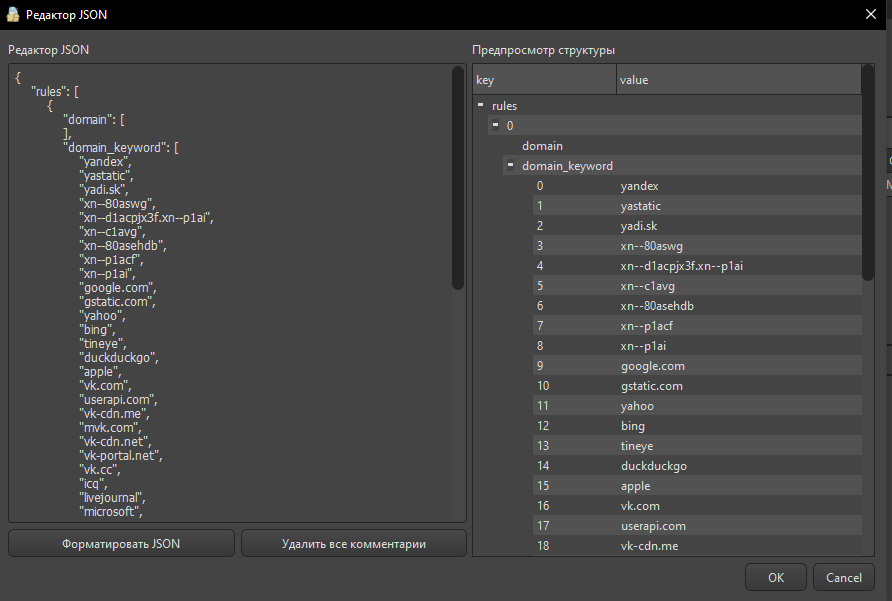 Редактор JSON
Редактор JSON
{
"rules": [
{
"domain": [
],
"domain_keyword": [
"yandex",
"yastatic",
"yadi.sk",
"xn--80aswg",
"xn--d1acpjx3f.xn--p1ai",
"xn--c1avg",
"xn--80asehdb",
"xn--p1acf",
"xn--p1ai",
"google.com",
"gstatic.com",
"yahoo",
"bing",
"tineye",
"duckduckgo",
"apple",
"vk.com",
"userapi.com",
"vk-cdn.me",
"mvk.com",
"vk-cdn.net",
"vk-portal.net",
"vk.cc",
"icq",
"livejournal",
"microsoft",
Форматировать JSON
Удалить все комментарии
Предпросмотр структуры
key value
rules
0
domain
domain_keyword
0 yandex
1 yastatic
2 yadi.sk
3 xn--80aswg
4 xn--d1acpjx3f.xn--p1ai
5 xn--c1avg
6 xn--80asehdb
7 xn--p1acf
8 xn--p1ai
9 google.com
10 gstatic.com
11 yahoo
12 bing
13 tineye
14 duckduckgo
15 apple
16 vk.com
17 userapi.com
18 vk-cdn.me
OK
Cancel